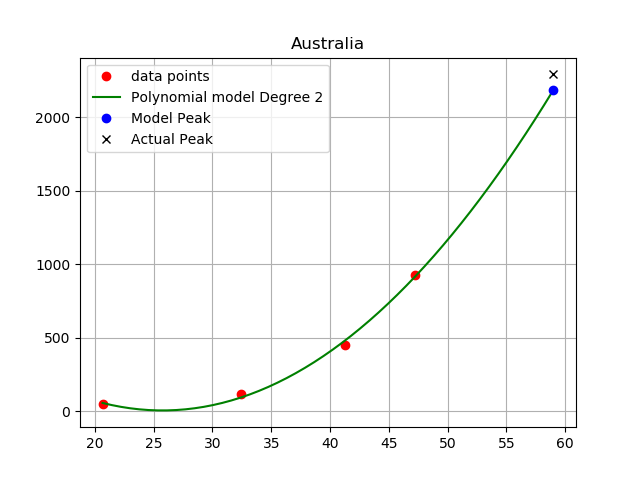 Australia
data points
Polynomial model Degree 2
Model Peak
Actual Peak
2000
1500
1000
500
0
20 25 30 35 40 45 50 55 60